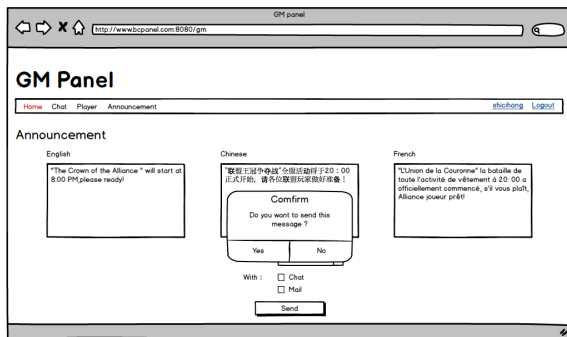 GM panel
http://www.bcpanel.com:8080/gm
GM Panel
Home Chat Player Announcement shicihang Logout
Announcement
English
"The Crown of the Alliance " will start at
8:00 PM,please ready!
Chinese
"联盟王冠争夺战"全服活动将于20：00
正式开始，请各位联盟玩家做好准备！
French
"L'Union de la Couronne" la bataille de
toute l'activité de vêtement à 20: 00 a
officiellement commencé, s'il vous plaît,
Alliance joueur prêt!
Comfirm
Do you want to send this
message ?
Yes No
With : Chat
Mail
Send